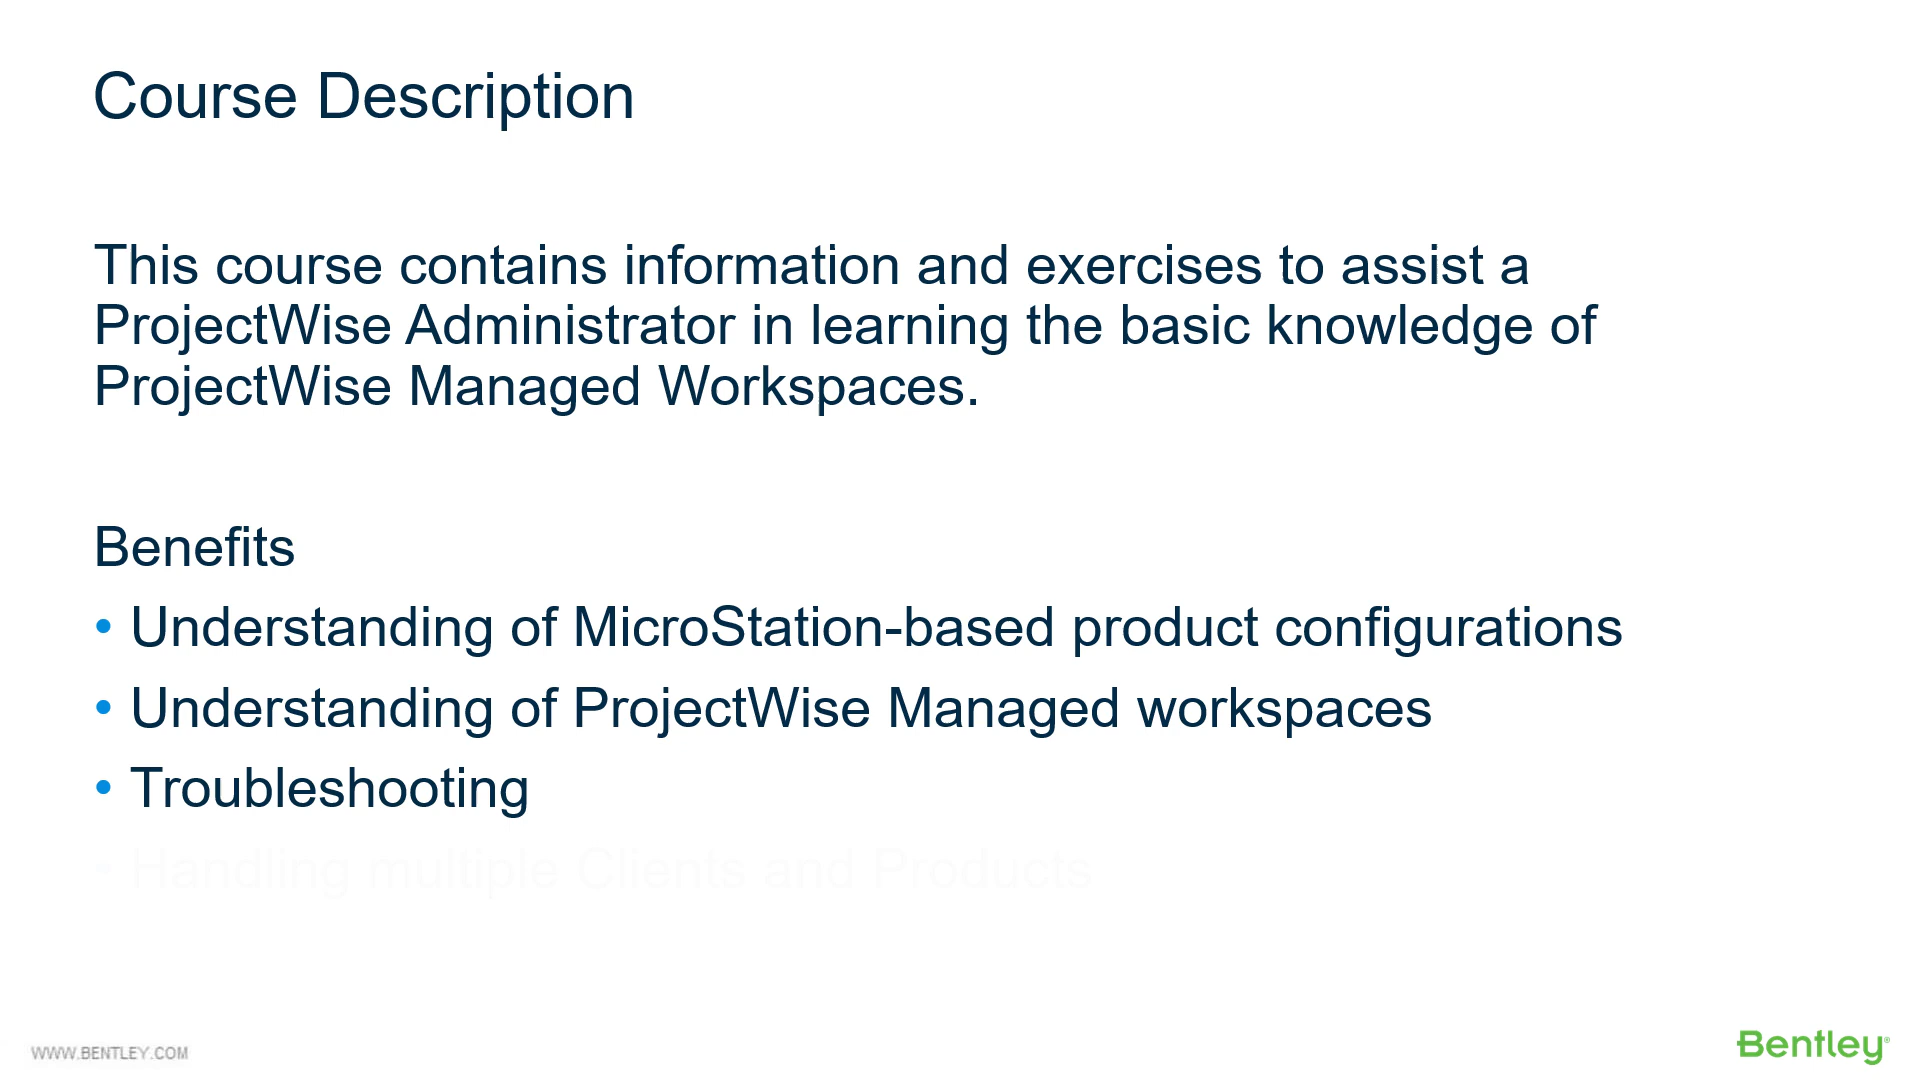 Course Description
This course contains information and exercises to assist a
ProjectWise Administrator in learning the basic knowledge of
ProjectWise Managed Workspaces.
Benefits
• Understanding of MicroStation-based product configurations
• Understanding of ProjectWise Managed workspaces
• Troubleshooting
• Handling multiple Clients and Products
WWW.BENTLEY.COM
Bentley®